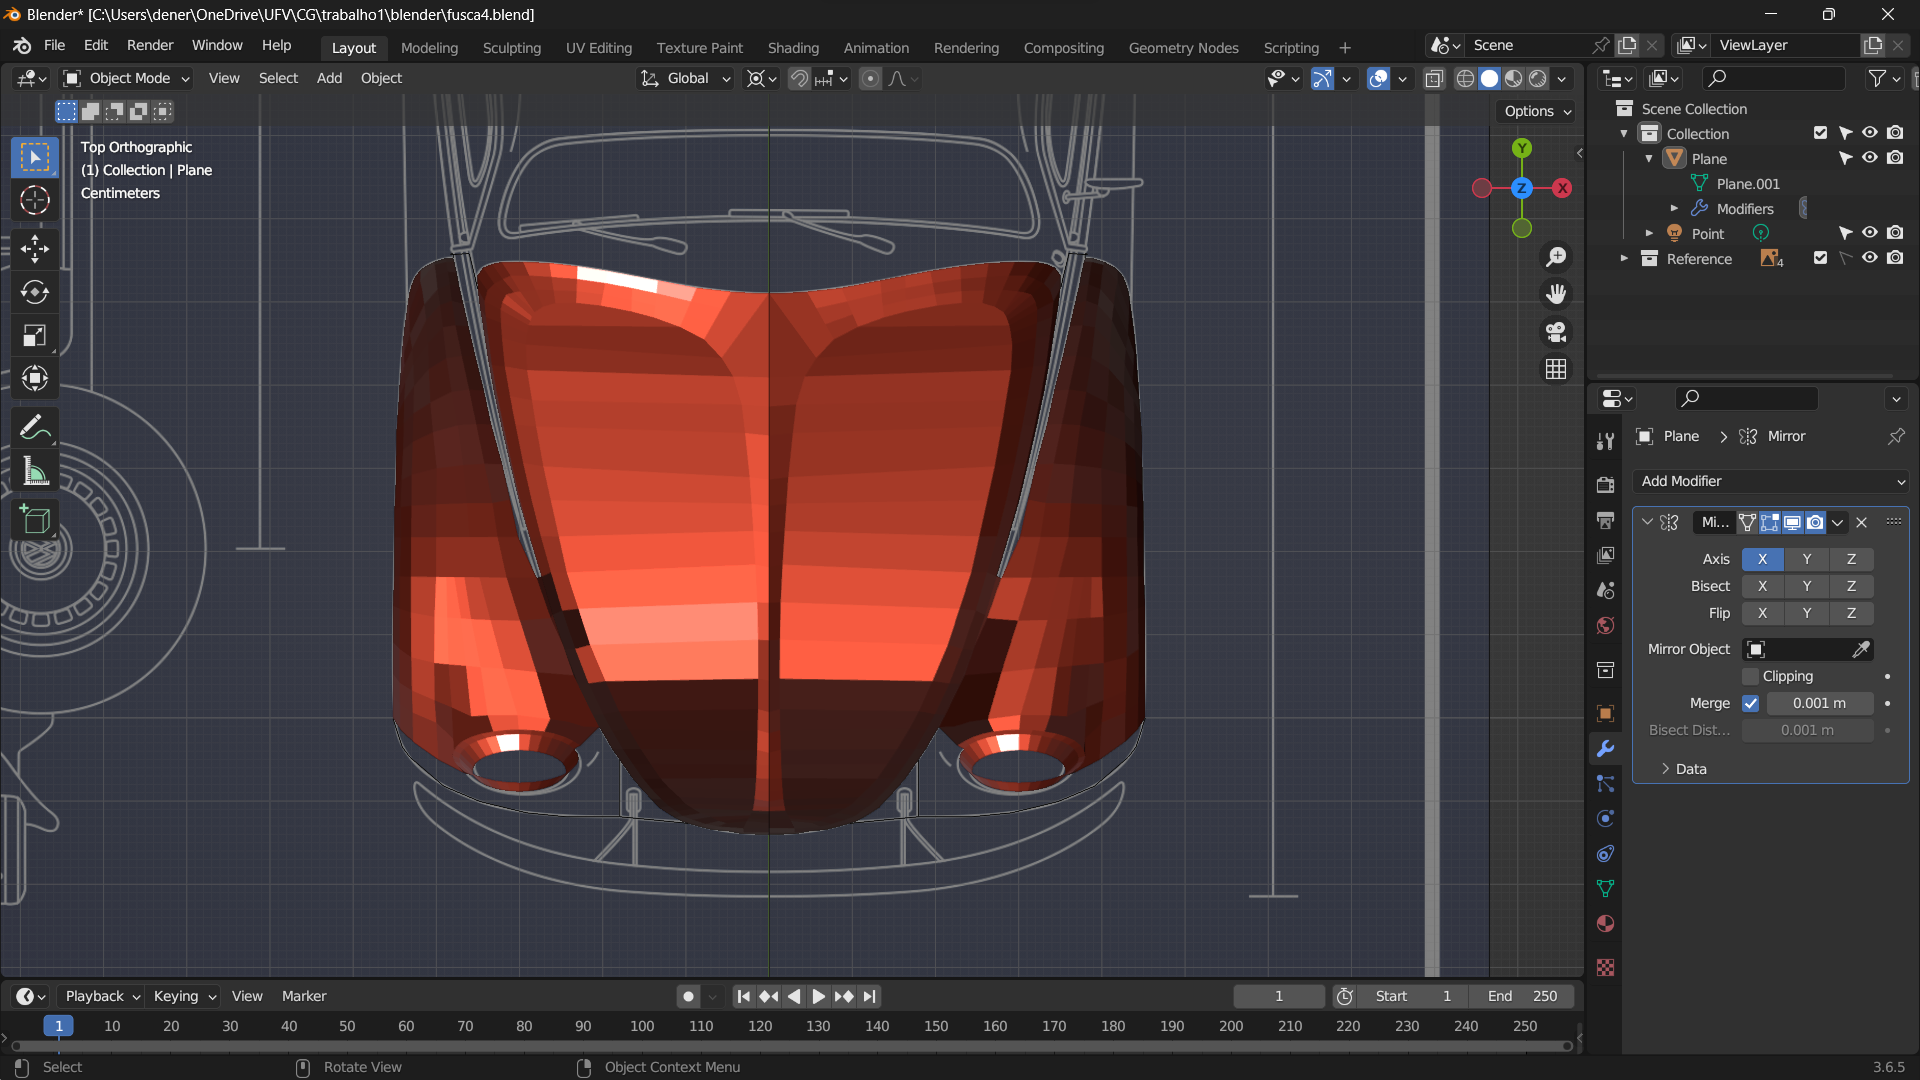 Blender* [C:\Users\dener\OneDrive\UFV\CG\trabalho1\blender\fusca4.blend]
File Edit Render Window Help Layout Modeling Sculpting UV Editing Texture Paint Shading Animation Rendering Compositing Geometry Nodes Scripting + Scene ViewLayer
Object Mode View Select Add Object Global
Options
Top Orthographic
(1) Collection | Plane
Centimeters
Y
Z
X
Scene Collection
Collection
Plane
Plane.001
Modifiers
Point
Reference 4
Plane > Mirror
Add Modifier
Mi...
Axis X Y Z
Bisect X Y Z
Flip X Y Z
Mirror Object
Clipping
Merge 0.001 m
Bisect Dist... 0.001 m
Data
Playback Keying View Marker 1 Start 1 End 250
1 10 20 30 40 50 60 70 80 90 100 110 120 130 140 150 160 170 180 190 200 210 220 230 240 250
Select Rotate View Object Context Menu 3.6.5